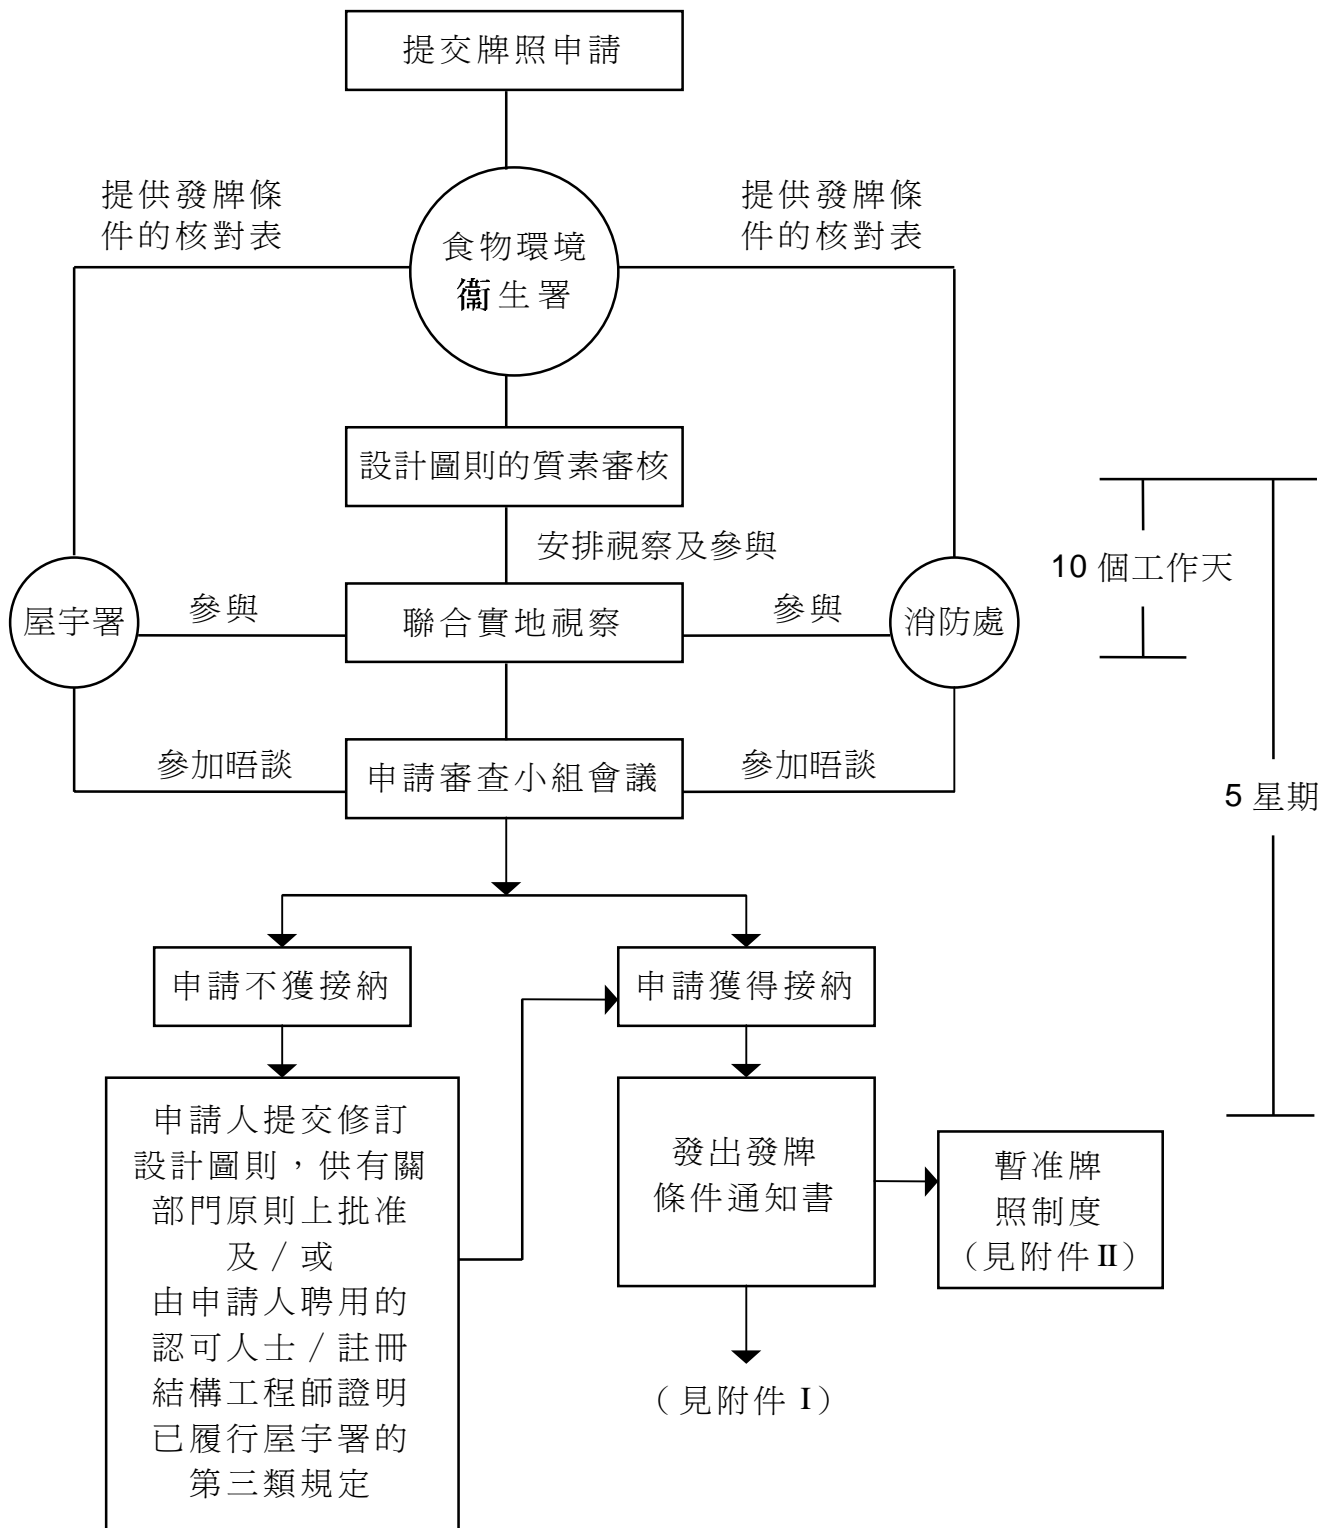 提交牌照申請
提供發牌條
件的核對表
提供發牌條
件的核對表
食物環境
衞生署
設計圖則的質素審核
安排視察及參與
10 個工作天
屋宇署
參與
聯合實地視察
參與
消防處
參加晤談
申請審查小組會議
參加晤談
5 星期
申請不獲接納
申請獲得接納
申請人提交修訂
設計圖則，供有關
部門原則上批准
及 / 或
由申請人聘用的
認可人士 / 註冊
結構工程師證明
已履行屋宇署的
第三類規定
發出發牌
條件通知書
暫准牌
照制度
（見附件 II）
（見附件 I）